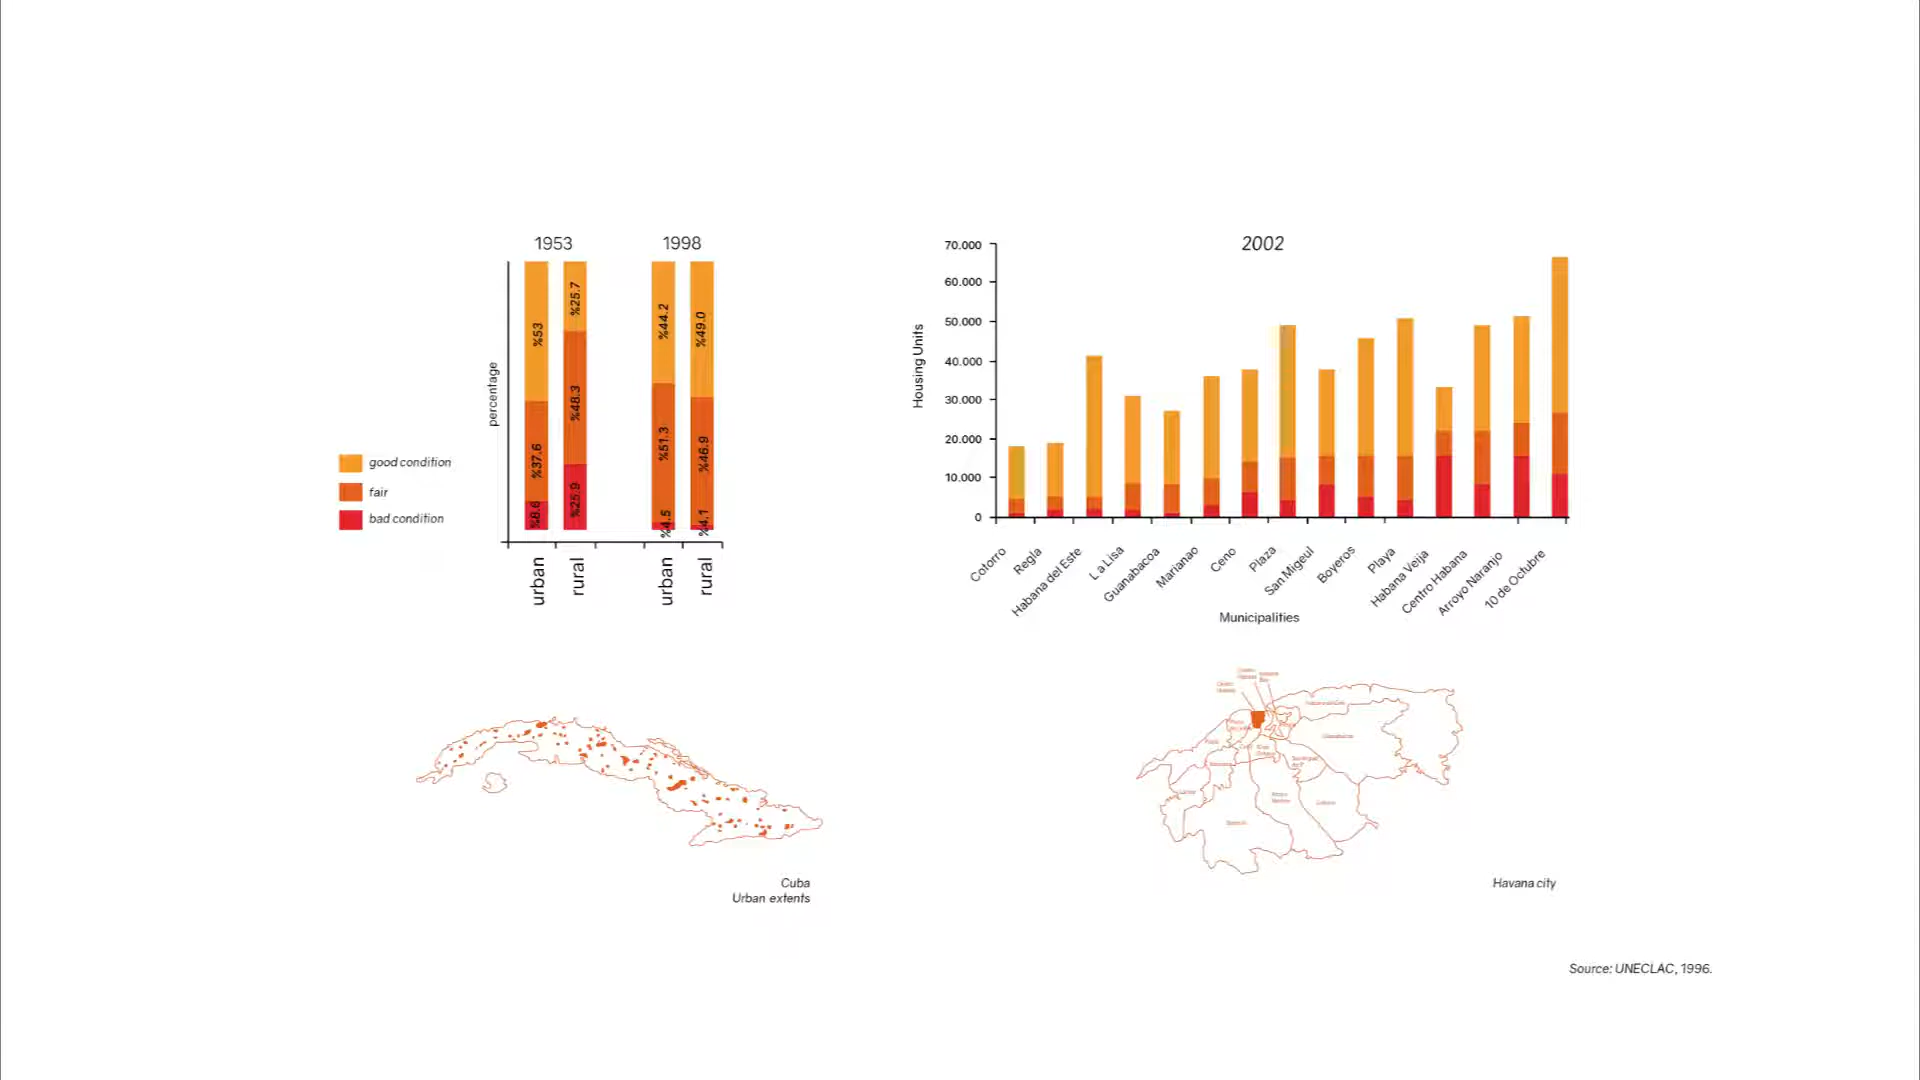 1953
1998
percentage
%53
%37.6
%8.6
%25.7
%48.3
%25.9
%44.2
%51.3
%4.5
%49.0
%46.9
%4.1
urban
rural
urban
rural
good condition
fair
bad condition
2002
Housing Units
70.000
60.000
50.000
40.000
30.000
20.000
10.000
0
Cotorro
Regla
Habana del Este
La Lisa
Guanabacoa
Marianao
Ceno
Plaza
San Migeul
Boyeros
Playa
Habana Veija
Centro Habana
Arroyo Naranjo
10 de Octubre
Municipalities
Cuba
Urban extents
Havana city
Source: UNECLAC, 1996.